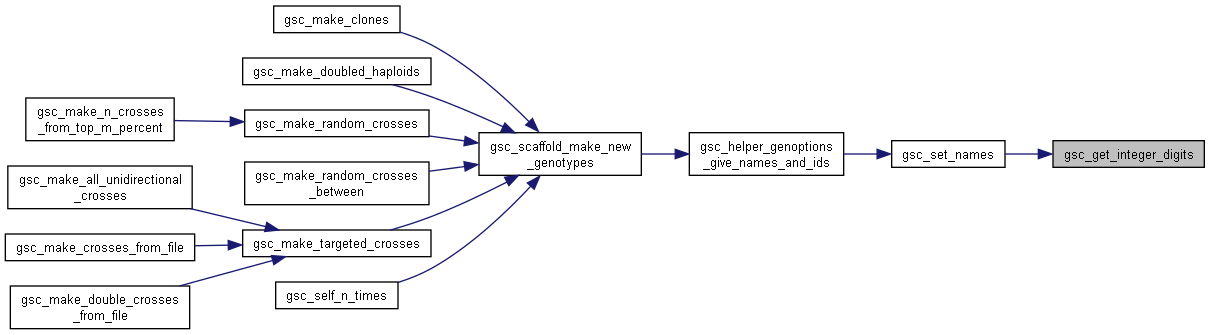 gsc_make_clones
gsc_make_doubled_haploids
gsc_make_n_crosses
_from_top_m_percent
gsc_make_random_crosses
gsc_scaffold_make_new
_genotypes
gsc_helper_genoptions
_give_names_and_ids
gsc_set_names
gsc_get_integer_digits
gsc_make_random_crosses
_between
gsc_make_all_unidirectional
_crosses
gsc_make_crosses_from_file
gsc_make_targeted_crosses
gsc_make_double_crosses
_from_file
gsc_self_n_times